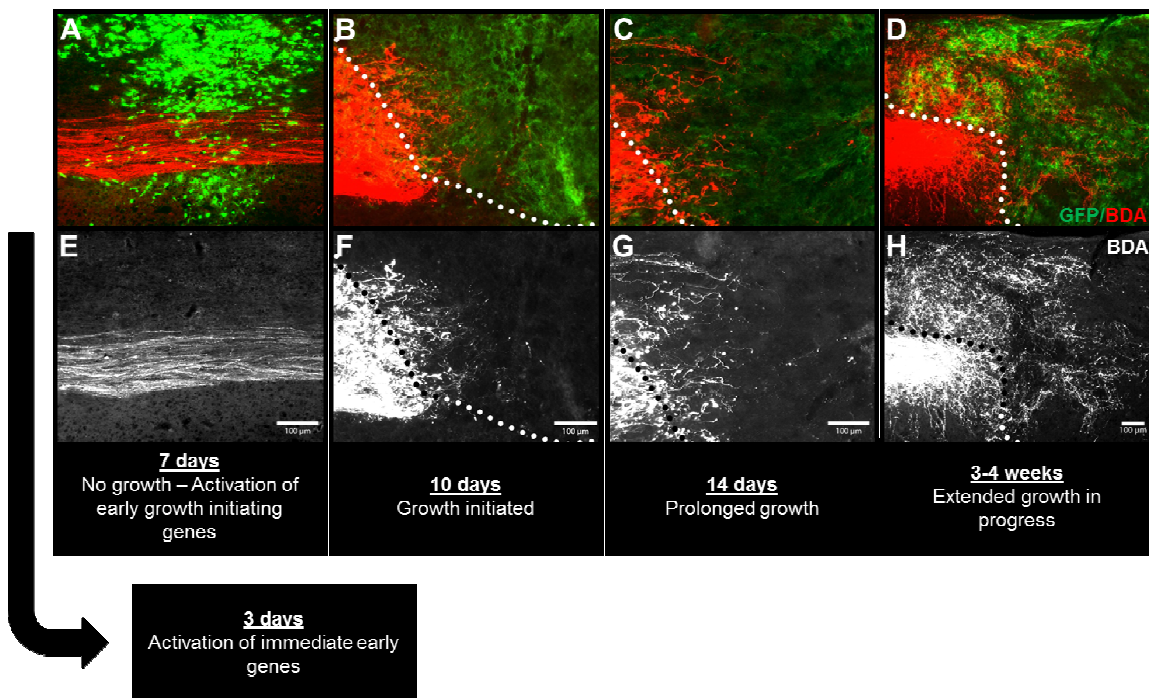 A
B
C
D
GFP/BDA
E
F
G
H
BDA
100 µm
100 µm
100 µm
100 µm
7 days
No growth – Activation of
early growth initiating
genes
10 days
Growth initiated
14 days
Prolonged growth
3-4 weeks
Extended growth in
progress
3 days
Activation of immediate early
genes